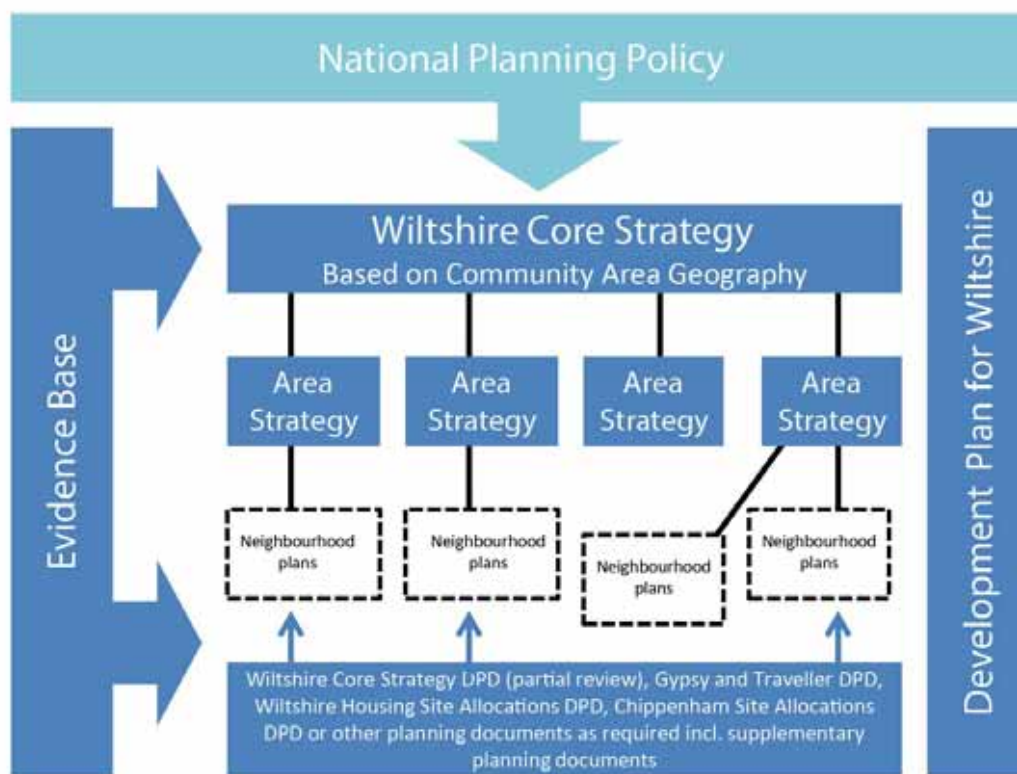 National Planning Policy
Evidence Base
Wiltshire Core Strategy
Based on Community Area Geography
Area
Strategy
Area
Strategy
Area
Strategy
Area
Strategy
Neighbourhood
plans
Neighbourhood
plans
Neighbourhood
plans
Neighbourhood
plans
Wiltshire Core Strategy DPD (partial review), Gypsy and Traveller DPD,
Wiltshire Housing Site Allocations DPD, Chippenham Site Allocations
DPD or other planning documents as required incl. supplementary
planning documents
Development Plan for Wiltshire